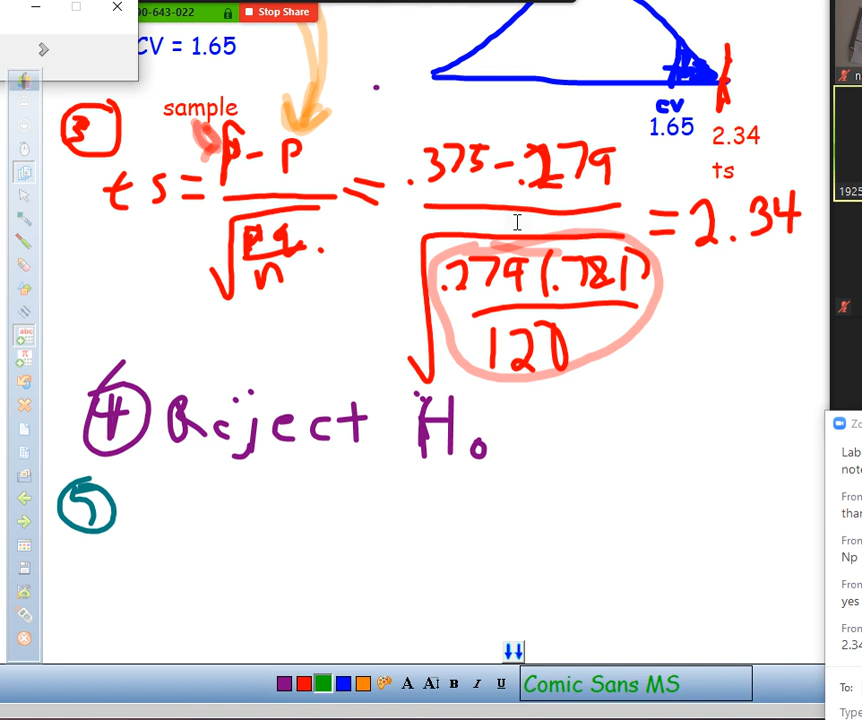 00-643-022 Stop Share
CV = 1.65
cv
1.65
2.34
ts
sample
3
ts = p̂ - P / √(pq/n) = .375 - .279 / √(.279(.781)/120) = 2.34
4 Reject H₀
5
1925
Lab
note
From
than
From
Np
From
yes
From
2.34
To:
Type
A A B I U Comic Sans MS